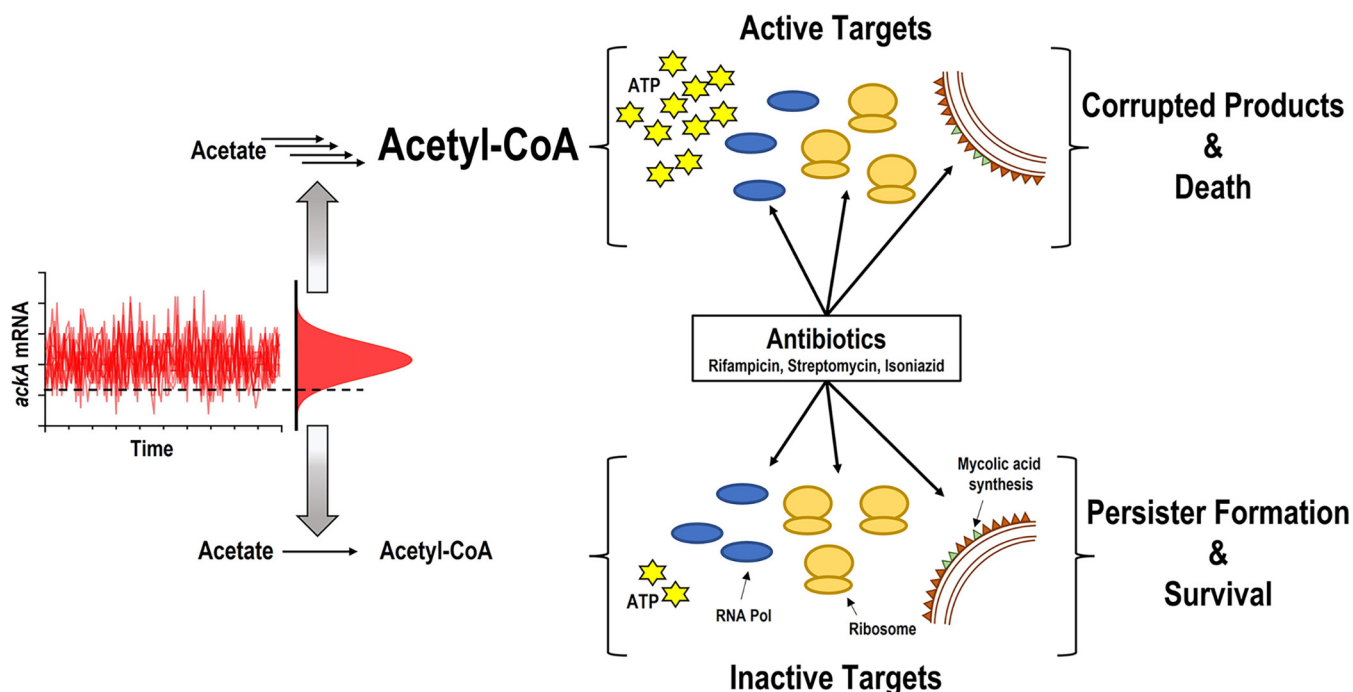 Active Targets
ATP
Acetate
Acetyl-CoA
Corrupted Products
&
Death
ackA mRNA
Time
Antibiotics
Rifampicin, Streptomycin, Isoniazid
Mycolic acid
synthesis
Acetate
Acetyl-CoA
ATP
RNA Pol
Ribosome
Persister Formation
&
Survival
Inactive Targets